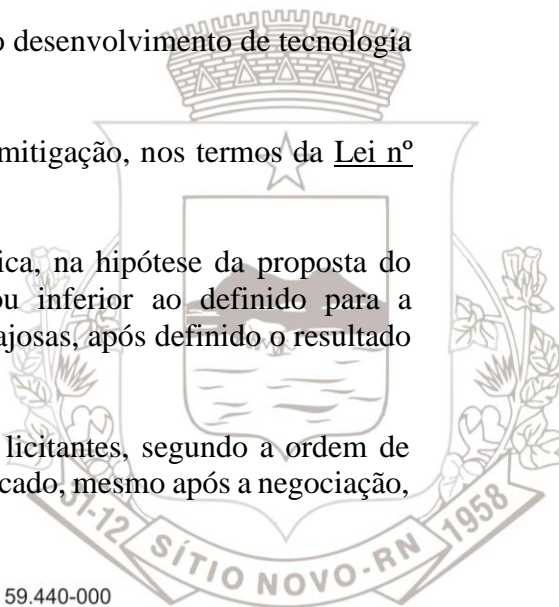 o desenvolvimento de tecnologia
mitigação, nos termos da Lei nº
ica, na hipótese da proposta do
ou inferior ao definido para a
ajosas, após definido o resultado
licitantes, segundo a ordem de
cado, mesmo após a negociação,
31-12 SÍTIO NOVO-RN 1958
59.440-000